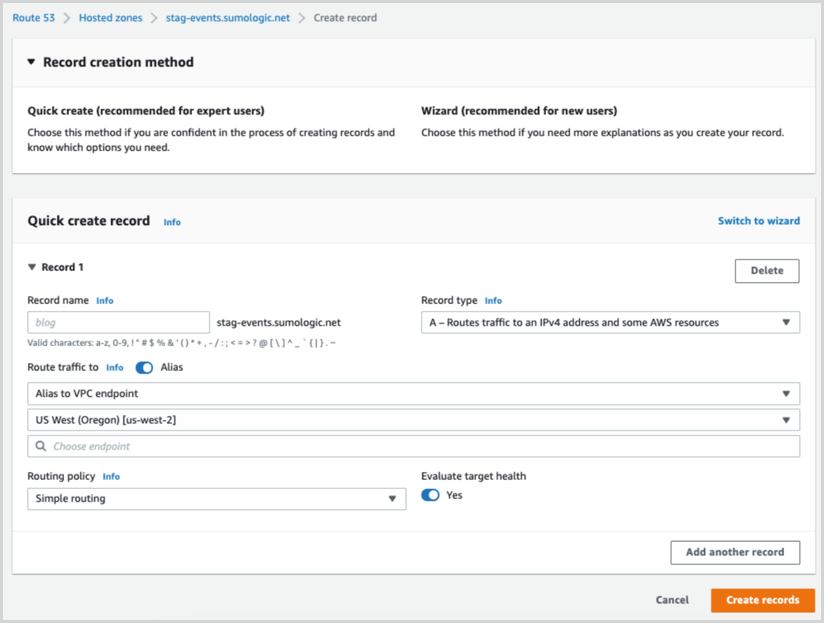 Route 53 > Hosted zones > stag-events.sumologic.net > Create record
Record creation method
Quick create (recommended for expert users)
Choose this method if you are confident in the process of creating records and
know which options you need.
Wizard (recommended for new users)
Choose this method if you need more explanations as you create your record.
Quick create record Info
Switch to wizard
Record 1
Delete
Record name Info
blog
stag-events.sumologic.net
Valid characters: a-z, 0-9, ! " # $ % & ' ( ) * + , - / : ; < = > ? @ [ \ ] ^ _ ` { | } . ~
Record type Info
A – Routes traffic to an IPv4 address and some AWS resources
Route traffic to Info Alias
Alias to VPC endpoint
US West (Oregon) [us-west-2]
Choose endpoint
Routing policy Info
Simple routing
Evaluate target health
Yes
Add another record
Cancel
Create records